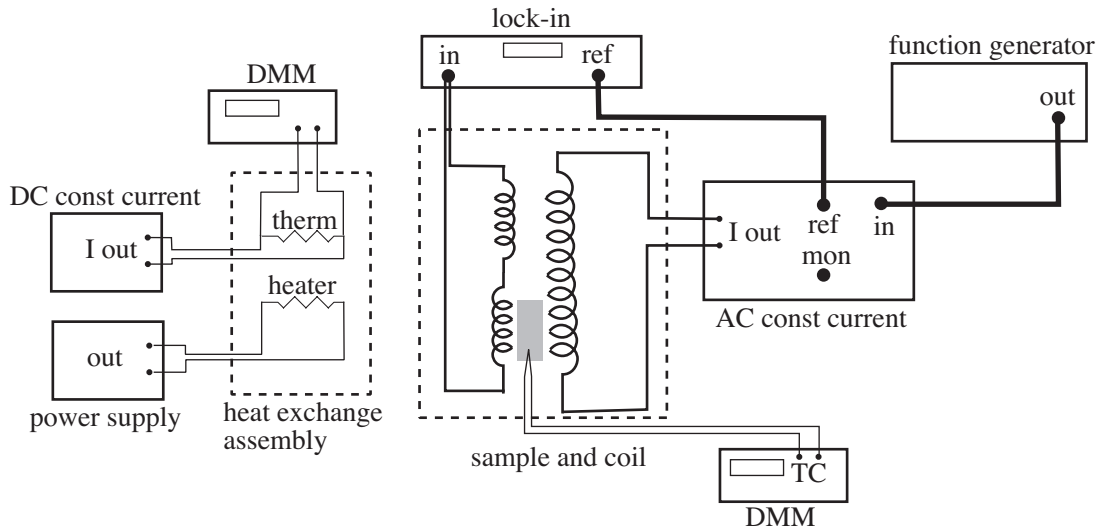 lock-in
in
ref
function generator
out
DMM
DC const current
I out
therm
heater
out
power supply
heat exchange
assembly
I out
ref
mon
in
AC const current
sample and coil
TC
DMM